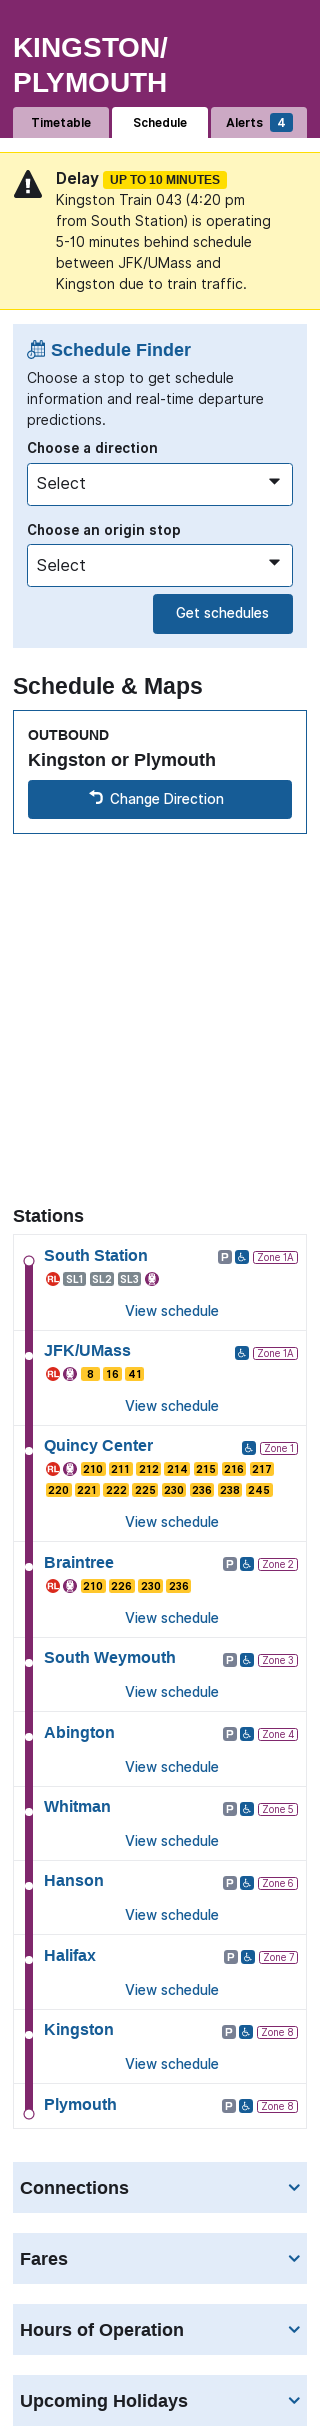 KINGSTON/
PLYMOUTH
Timetable Schedule Alerts 4
Delay UP TO 10 MINUTES
Kingston Train 043 (4:20 pm
from South Station) is operating
5-10 minutes behind schedule
between JFK/UMass and
Kingston due to train traffic.
Schedule Finder
Choose a stop to get schedule
information and real-time departure
predictions.
Choose a direction
Select
Choose an origin stop
Select
Get schedules
Schedule & Maps
OUTBOUND
Kingston or Plymouth
Change Direction
Stations
South Station P Zone 1A
RL SL1 SL2 SL3
View schedule
JFK/UMass Zone 1A
RL 8 16 41
View schedule
Quincy Center Zone 1
RL 210 211 212 214 215 216 217
220 221 222 225 230 236 238 245
View schedule
Braintree P Zone 2
RL 210 226 230 236
View schedule
South Weymouth P Zone 3
View schedule
Abington P Zone 4
View schedule
Whitman P Zone 5
View schedule
Hanson P Zone 6
View schedule
Halifax P Zone 7
View schedule
Kingston P Zone 8
View schedule
Plymouth P Zone 8
Connections
Fares
Hours of Operation
Upcoming Holidays